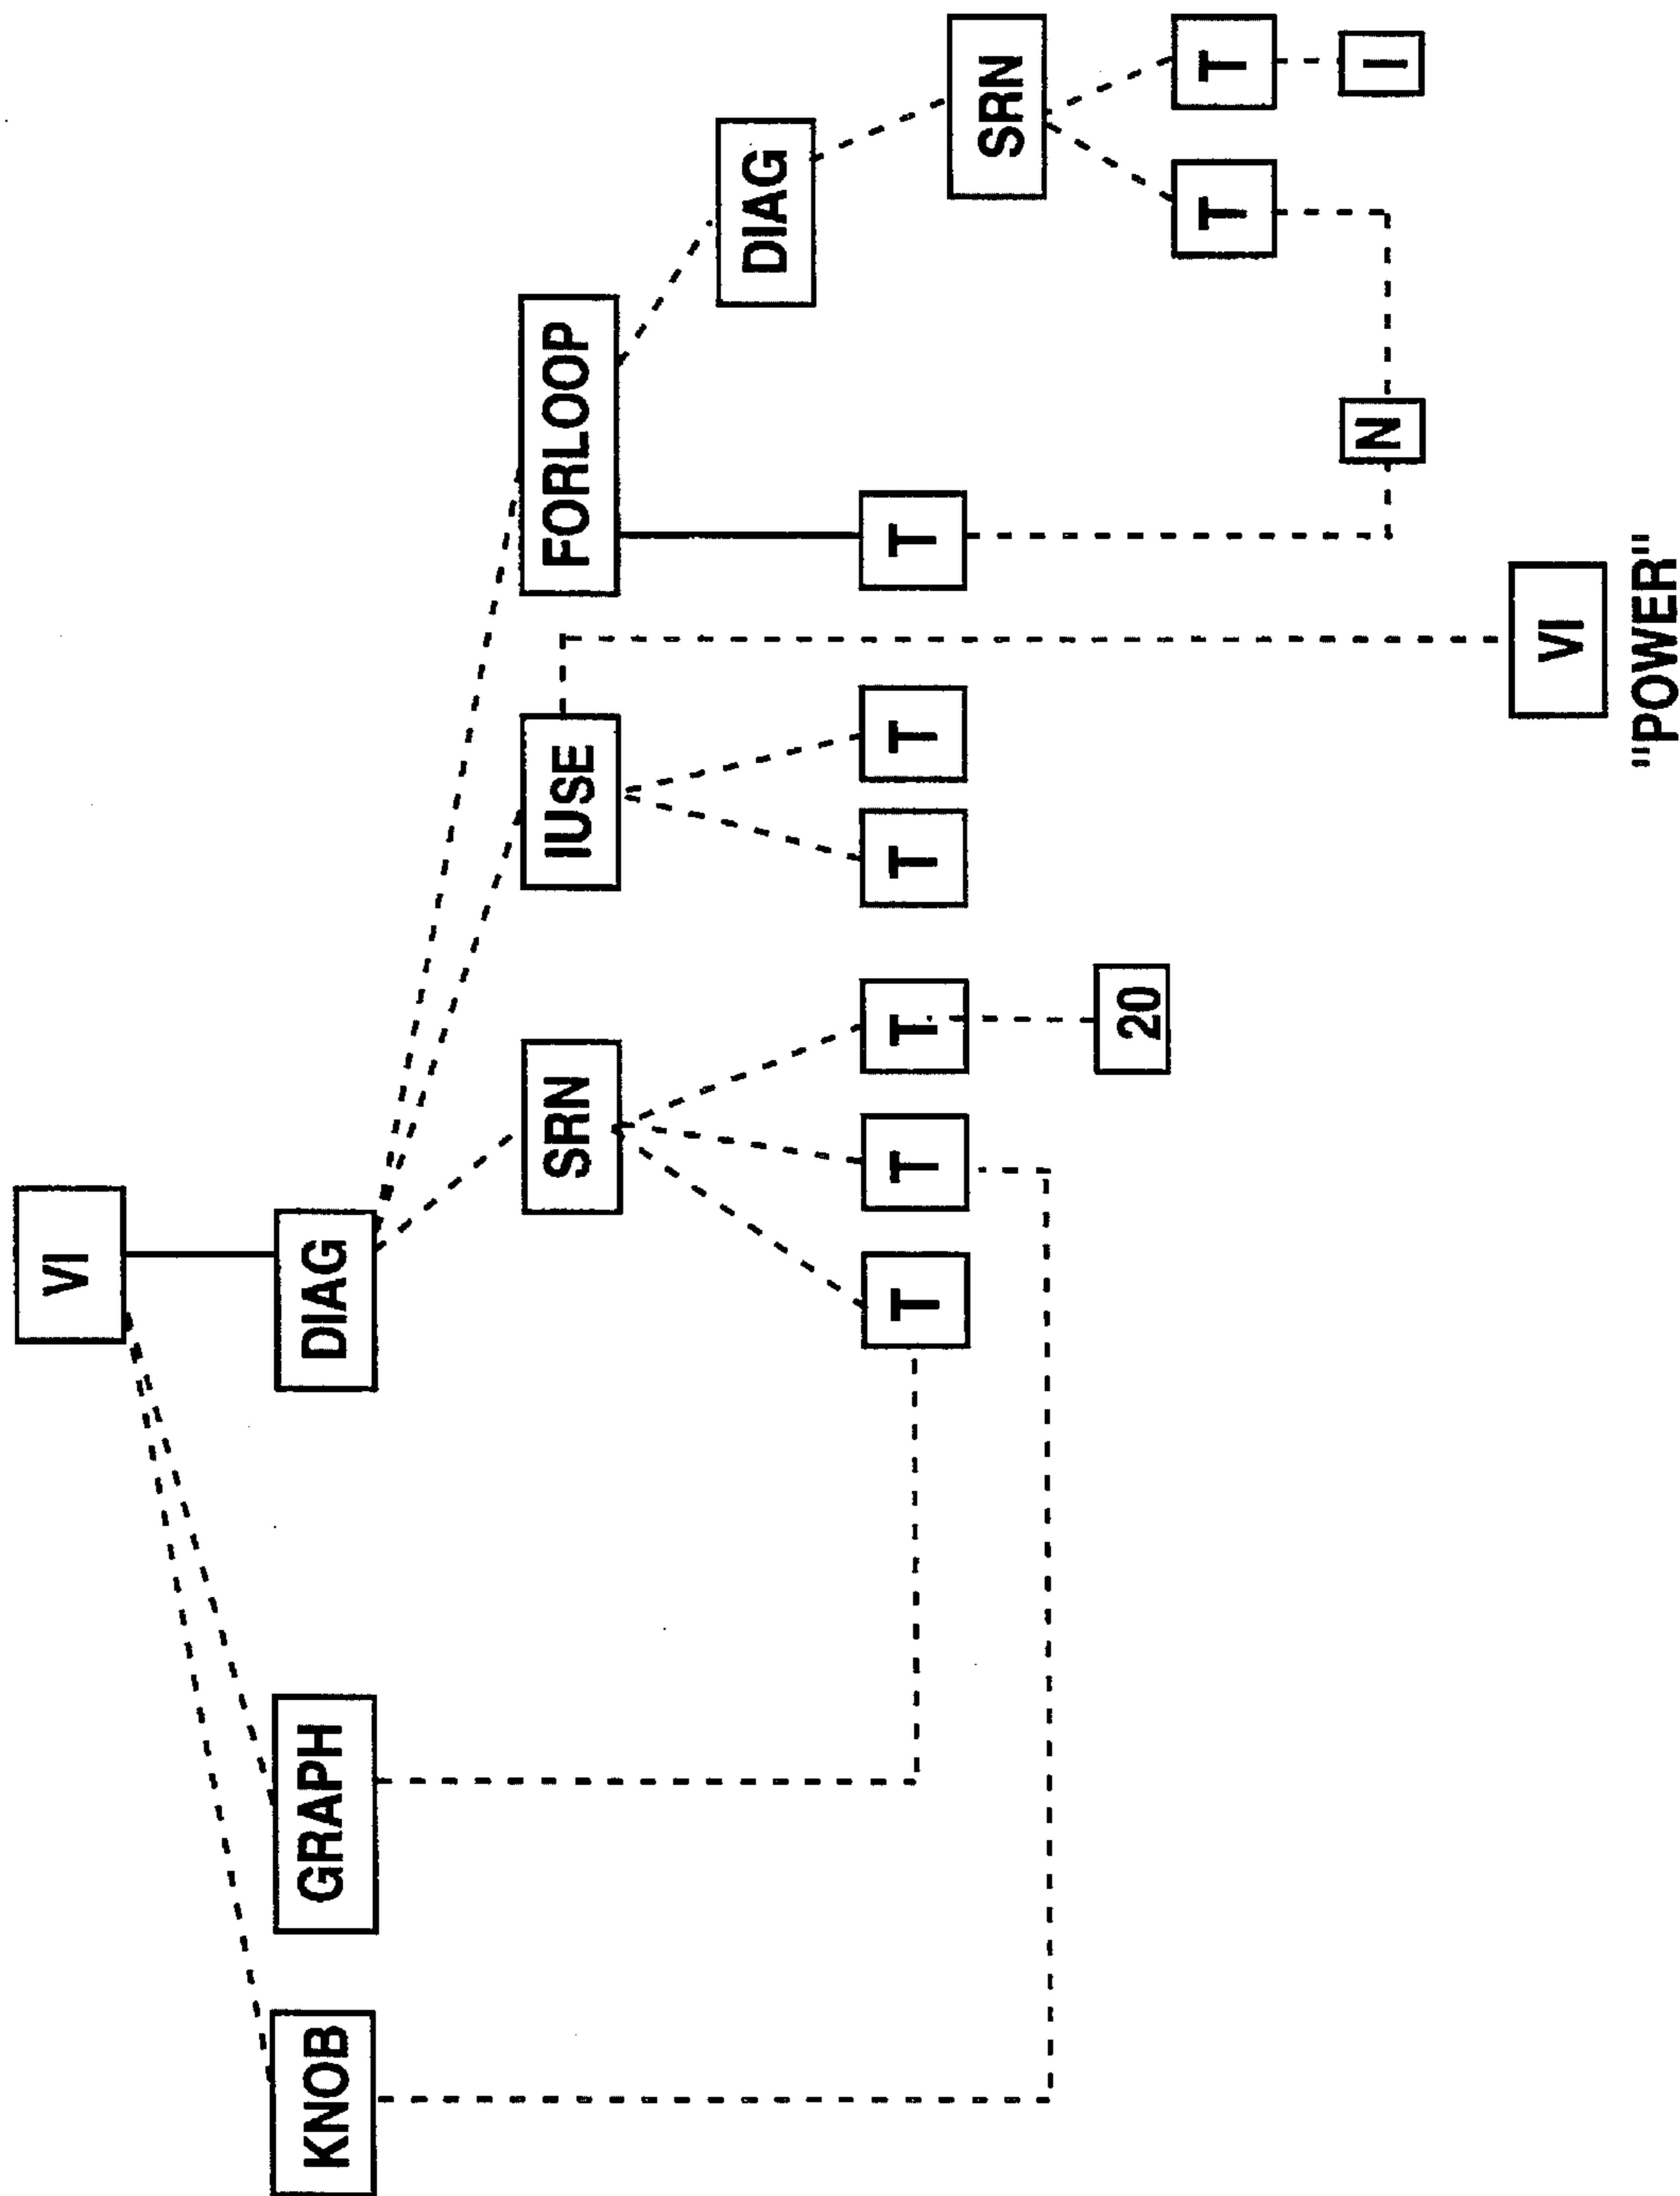 VI
KNOB GRAPH DIAG
SRN IUSE FORLOOP
DIAG
T T T T T T
SRN
20
T T
N I
VI
"POWER"